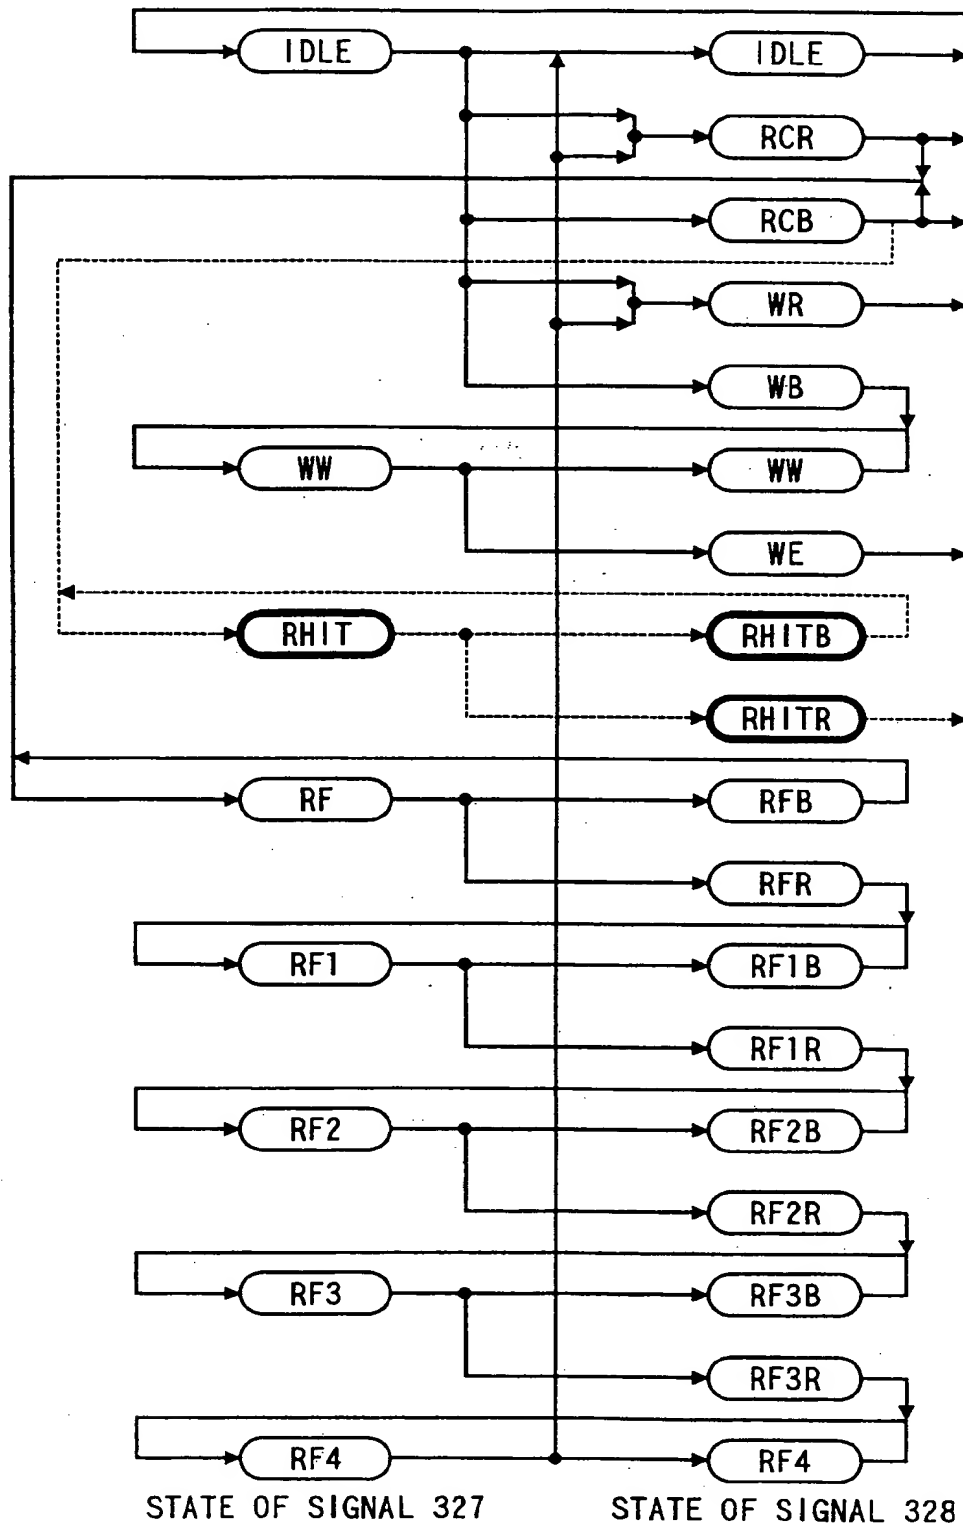 IDLE IDLE
RCR
RCB
WR
WB
WW WW
WE
RHIT RHITB
RHITR
RF RFB
RFR
RF1 RF1B
RF1R
RF2 RF2B
RF2R
RF3 RF3B
RF3R
RF4 RF4
STATE OF SIGNAL 327 STATE OF SIGNAL 328